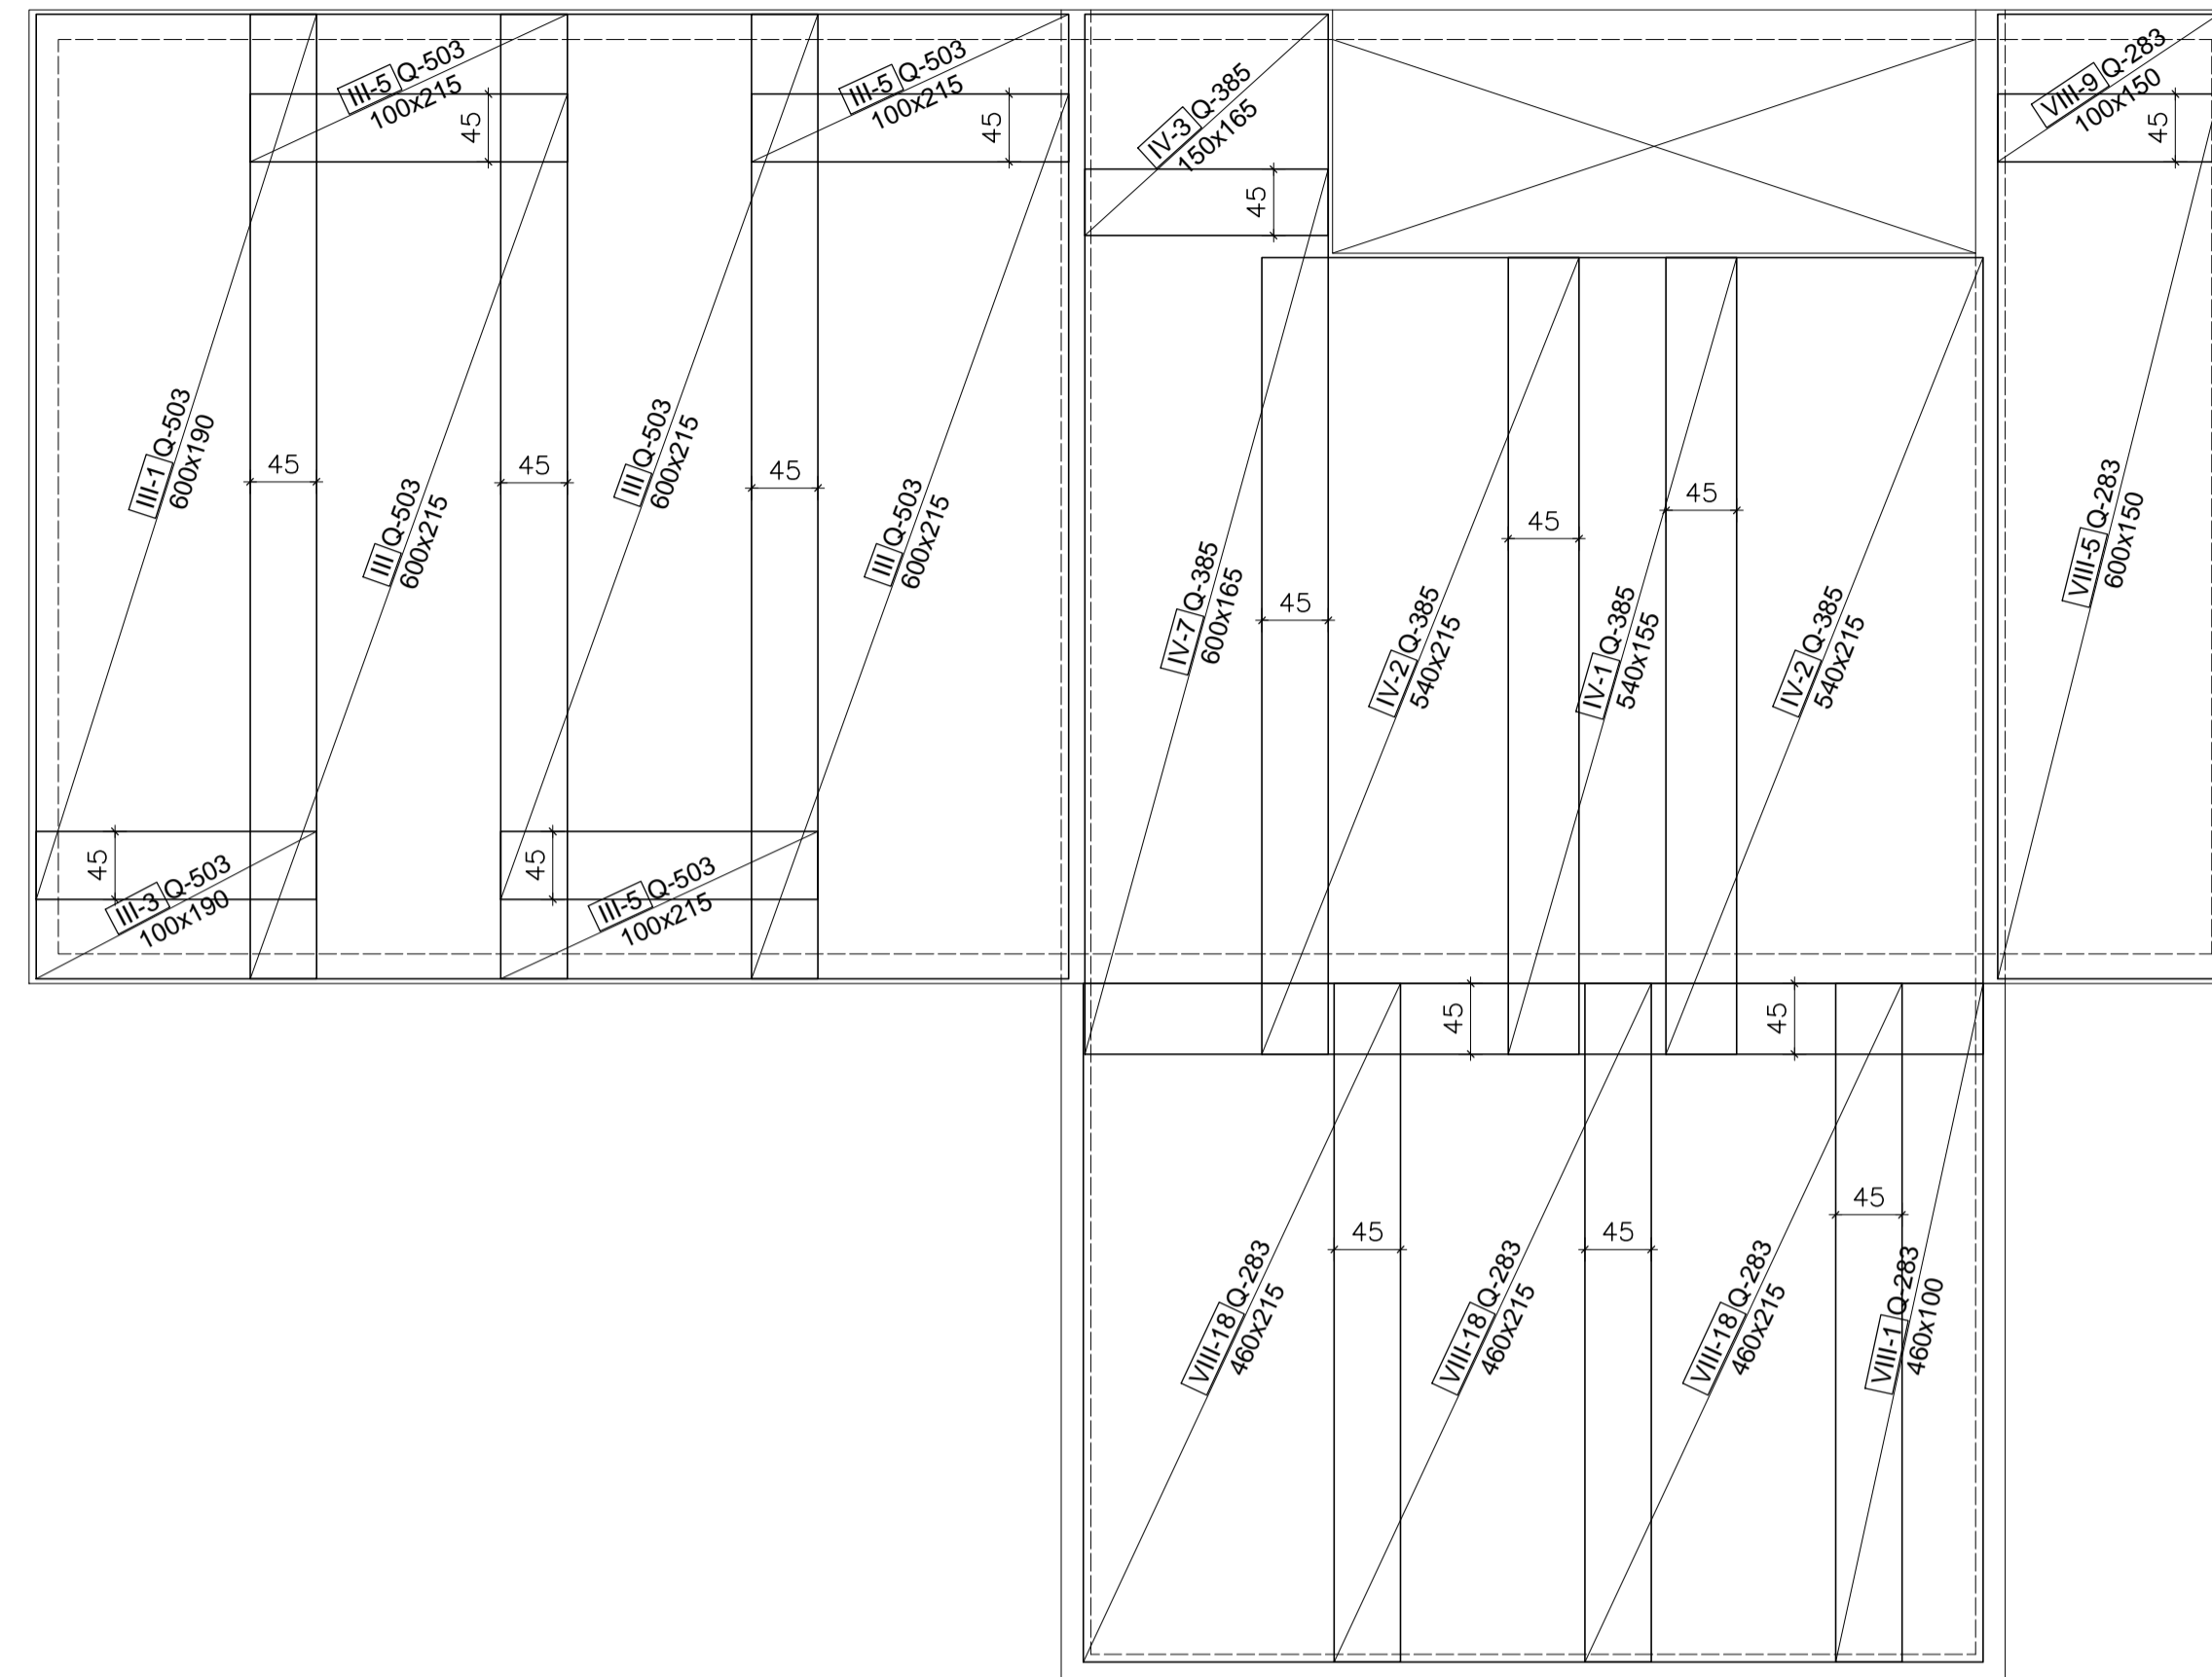 III-5 Q-503
100x215
45
III-5 Q-503
100x215
45
IV-3 Q-385
150x165
45
VIII-9 Q-283
100x150
45
III-1 Q-503
600x190
45
III Q-503
600x215
45
III Q-503
600x215
45
III Q-503
600x215
IV-7 Q-385
600x165
45
IV-2 Q-385
540x215
45
IV-1 Q-385
540x155
45
IV-2 Q-385
540x215
VIII-5 Q-283
600x150
45
III-3 Q-503
100x190
45
III-5 Q-503
100x215
45
45
VIII-18 Q-283
460x215
45
VIII-18 Q-283
460x215
45
VIII-18 Q-283
460x215
45
VIII-1 Q-283
460x100